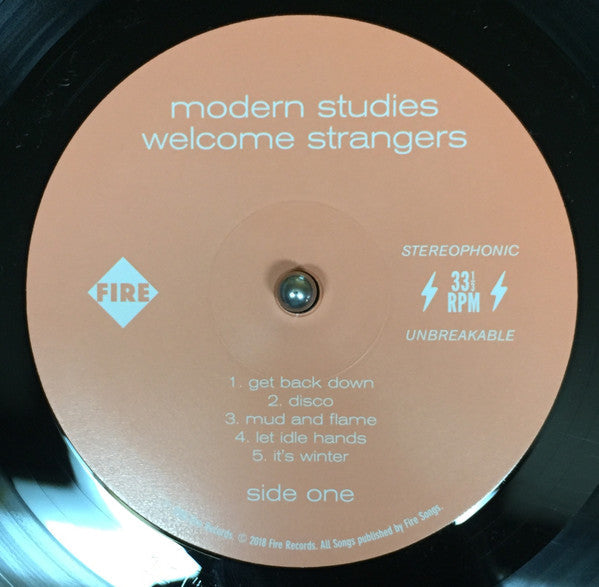 modern studies
welcome strangers
FIRE
STEREOPHONIC
33 1/3
RPM
UNBREAKABLE
1. get back down
2. disco
3. mud and flame
4. let idle hands
5. it's winter
side one
Records. © 2018 Fire Records. All Songs published by Fire Songs.